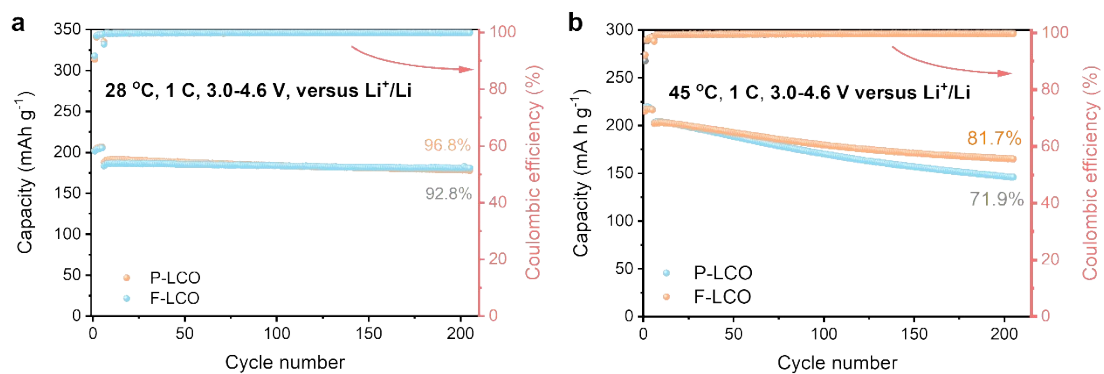 a
350
300
250
200
150
100
50
0
Capacity (mAh g⁻¹)
28 °C, 1 C, 3.0-4.6 V, versus Li⁺/Li
96.8%
92.8%
P-LCO
F-LCO
0
50
100
150
200
Cycle number
100
80
60
40
20
0
Coulombic efficiency (%)
b
300
250
200
150
100
50
0
Capacity (mA h g⁻¹)
45 °C, 1 C, 3.0-4.6 V versus Li⁺/Li
81.7%
71.9%
P-LCO
F-LCO
0
50
100
150
200
Cycle number
100
80
60
40
20
0
Coulombic efficiency (%)